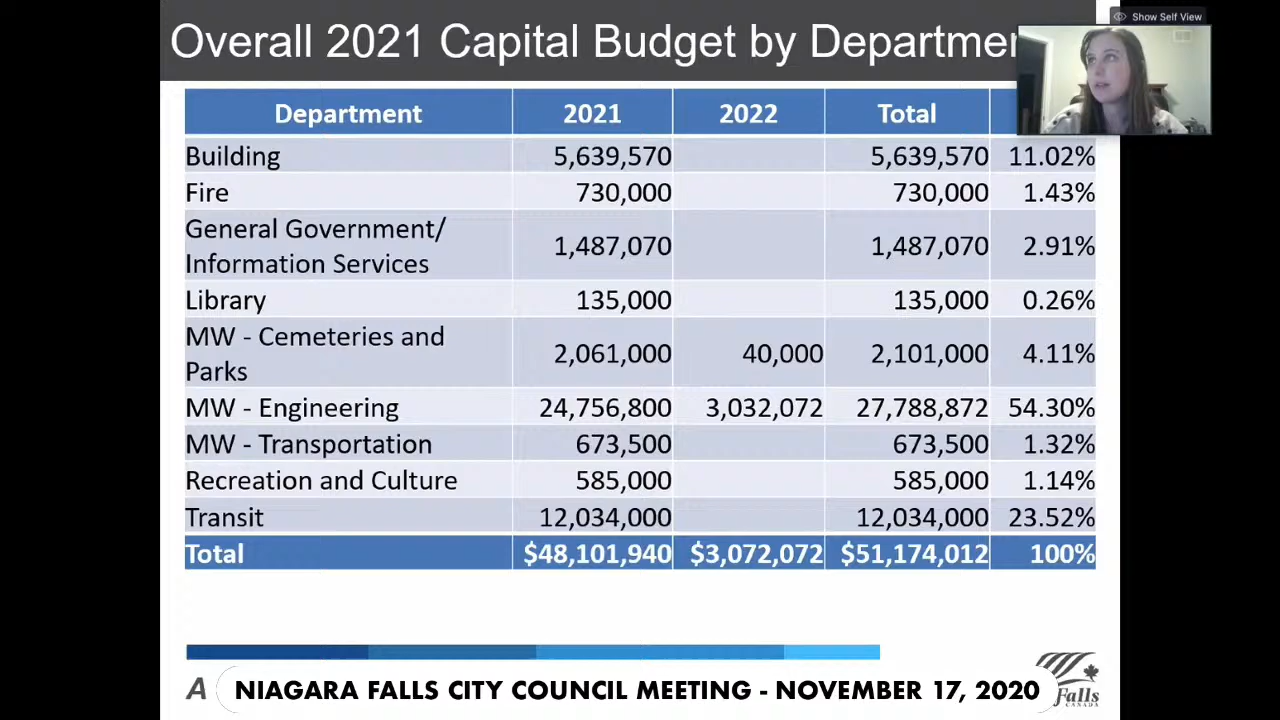 Show Self View
Overall 2021 Capital Budget by Departmen
Department 2021 2022 Total
Building 5,639,570 5,639,570 11.02%
Fire 730,000 730,000 1.43%
General Government/
Information Services 1,487,070 1,487,070 2.91%
Library 135,000 135,000 0.26%
MW - Cemeteries and
Parks 2,061,000 40,000 2,101,000 4.11%
MW - Engineering 24,756,800 3,032,072 27,788,872 54.30%
MW - Transportation 673,500 673,500 1.32%
Recreation and Culture 585,000 585,000 1.14%
Transit 12,034,000 12,034,000 23.52%
Total $48,101,940 $3,072,072 $51,174,012 100%
A
NIAGARA FALLS CITY COUNCIL MEETING - NOVEMBER 17, 2020
Falls
CANADA